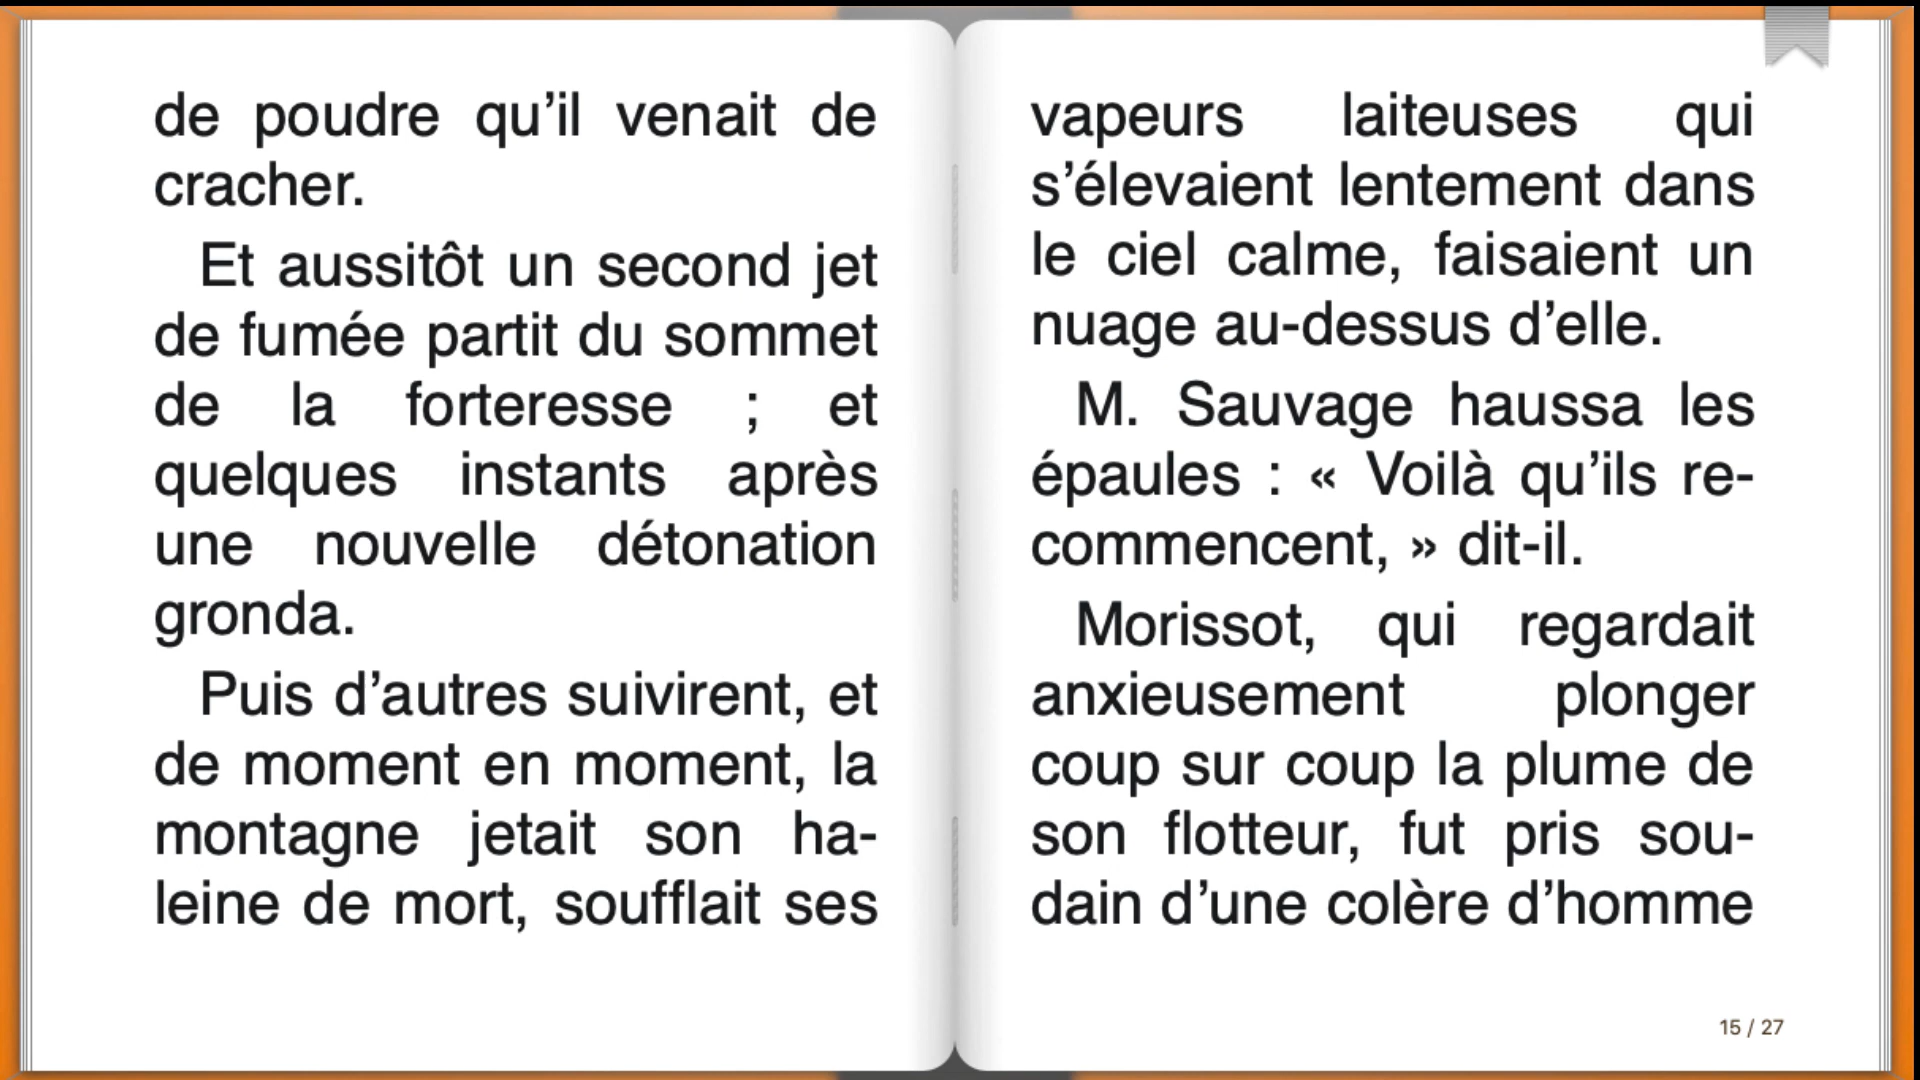 de poudre qu’il venait de
cracher.
Et aussitôt un second jet
de fumée partit du sommet
de la forteresse ; et
quelques instants après
une nouvelle détonation
gronda.
Puis d’autres suivirent, et
de moment en moment, la
montagne jetait son ha-
leine de mort, soufflait ses
vapeurs laiteuses qui
s’élevaient lentement dans
le ciel calme, faisaient un
nuage au-dessus d’elle.
M. Sauvage haussa les
épaules : « Voilà qu’ils re-
commencent, » dit-il.
Morissot, qui regardait
anxieusement plonger
coup sur coup la plume de
son flotteur, fut pris sou-
dain d’une colère d’homme
15 / 27